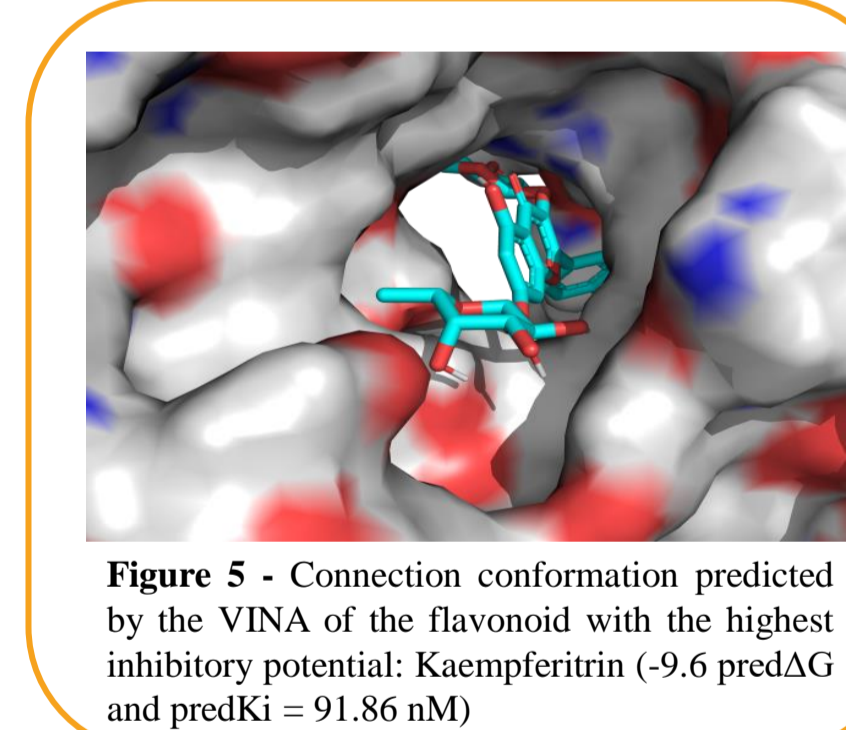 Figure 5 - Connection conformation predicted
by the VINA of the flavonoid with the highest
inhibitory potential: Kaempferitrin (-9.6 predΔG
and predKi = 91.86 nM)